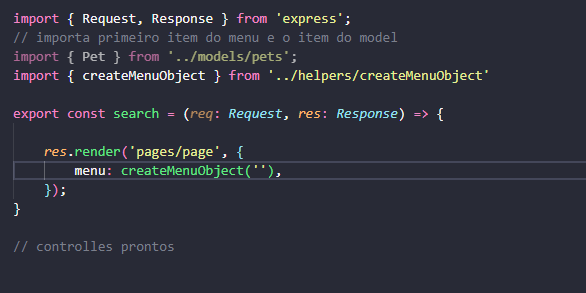 import { Request, Response } from 'express';
// importa primeiro item do menu e o item do model
import { Pet } from '../models/pets';
import { createMenuObject } from '../helpers/createMenuObject'
export const search = (req: Request, res: Response) => {
res.render('pages/page', {
menu: createMenuObject(''),
});
}
// controlles prontos